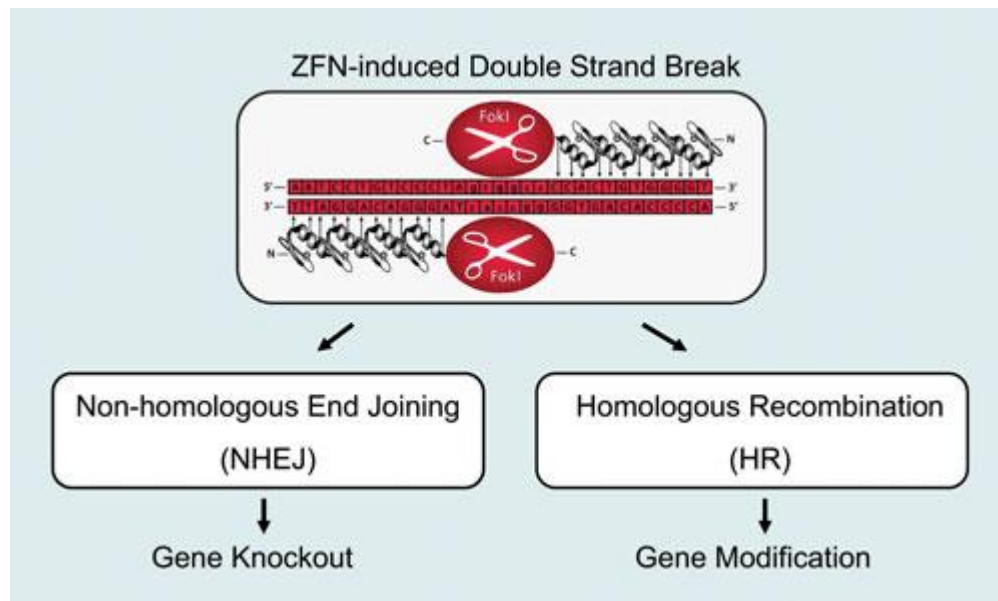 ZFN-induced Double Strand Break
FokI
C
N
5' A A T C C T G T C C C T A g t g g c c C C A C T G T G G G G T 3'
3' T T A G G A C A G G G A T c a c c g g G G T G A C A C C C C A 5'
N
C
FokI
Non-homologous End Joining
(NHEJ)
Homologous Recombination
(HR)
Gene Knockout
Gene Modification